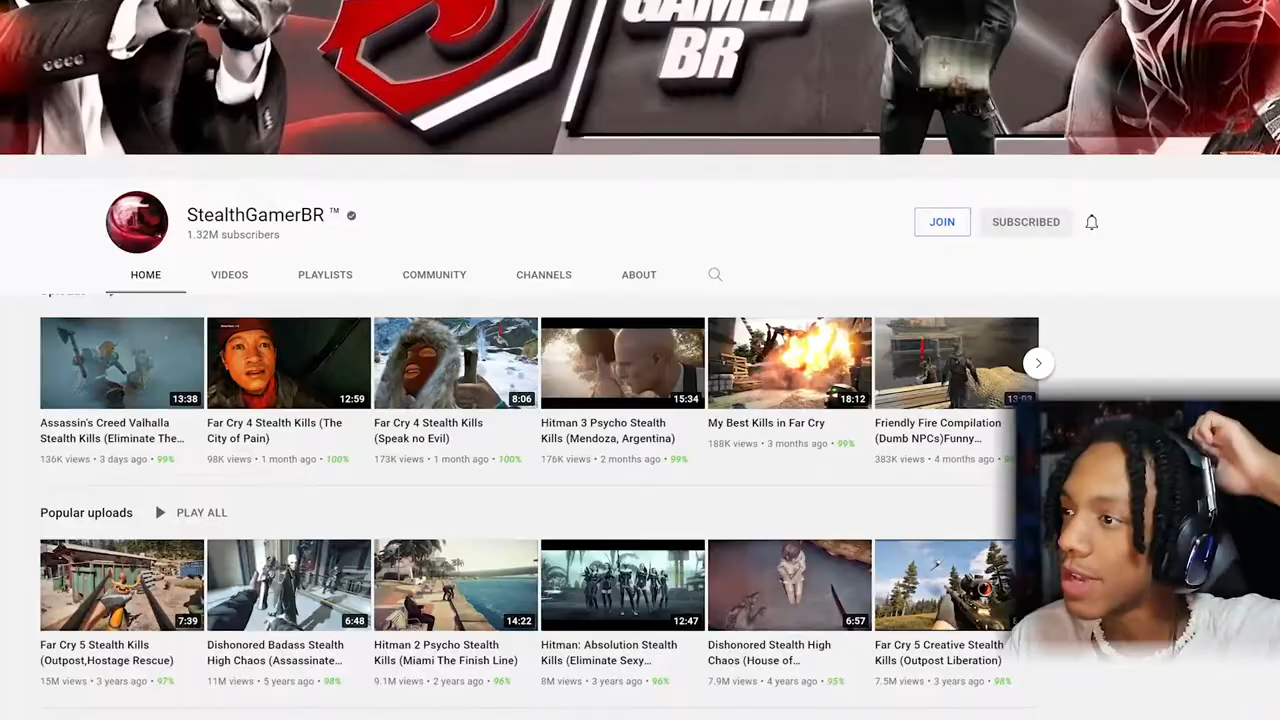 GAMER
BR
StealthGamerBR ™
1.32M subscribers
JOIN
SUBSCRIBED
HOME
VIDEOS
PLAYLISTS
COMMUNITY
CHANNELS
ABOUT
13:38
12:59
8:06
15:34
18:12
13:03
Assassin's Creed Valhalla
Stealth Kills (Eliminate The...
136K views • 3 days ago • 99%
Far Cry 4 Stealth Kills (The
City of Pain)
98K views • 1 month ago • 100%
Far Cry 4 Stealth Kills
(Speak no Evil)
173K views • 1 month ago • 100%
Hitman 3 Psycho Stealth
Kills (Mendoza, Argentina)
176K views • 2 months ago • 99%
My Best Kills in Far Cry
188K views • 3 months ago • 99%
Friendly Fire Compilation
(Dumb NPCs)Funny...
383K views • 4 months ago •
Popular uploads
PLAY ALL
7:39
6:48
14:22
12:47
6:57
Far Cry 5 Stealth Kills
(Outpost,Hostage Rescue)
15M views • 3 years ago • 97%
Dishonored Badass Stealth
High Chaos (Assassinate...
11M views • 5 years ago • 98%
Hitman 2 Psycho Stealth
Kills (Miami The Finish Line)
9.1M views • 2 years ago • 96%
Hitman: Absolution Stealth
Kills (Eliminate Sexy...
8M views • 3 years ago • 96%
Dishonored Stealth High
Chaos (House of...
7.9M views • 4 years ago • 95%
Far Cry 5 Creative Stealth
Kills (Outpost Liberation)
7.5M views • 3 years ago • 98%